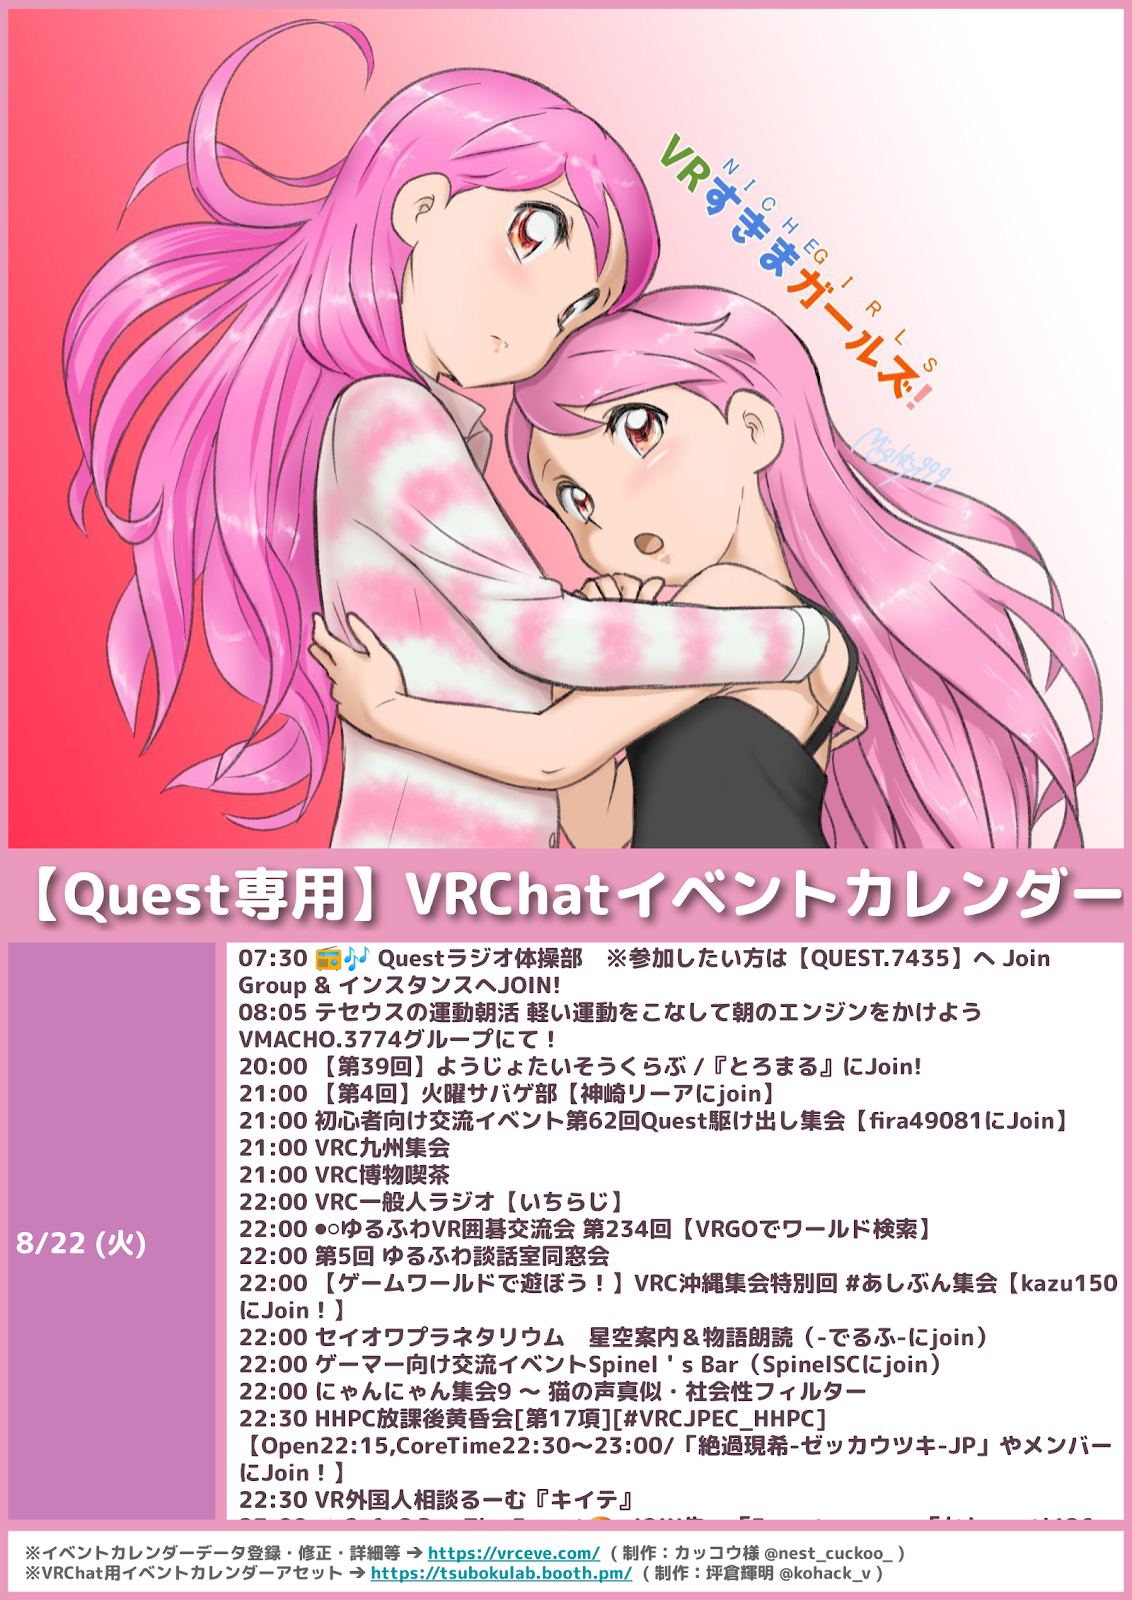 VRすきまガールズ!
NICHEGIRLS
Mighty999
【Quest専用】VRChatイベントカレンダー
8/22 (火)
07:30 📻🎶 Questラジオ体操部　※参加したい方は【QUEST.7435】へ Join
Group & インスタンスへJOIN!
08:05 テセウスの運動朝活 軽い運動をこなして朝のエンジンをかけよう
VMACHO.3774グループにて！
20:00 【第39回】ようじょたいそうくらぶ /『とろまる』にJoin!
21:00 【第4回】火曜サバゲ部【神崎リーアにjoin】
21:00 初心者向け交流イベント第62回Quest駆け出し集会【fira49081にJoin】
21:00 VRC九州集会
21:00 VRC博物喫茶
22:00 VRC一般人ラジオ【いちらじ】
22:00 ●○ゆるふわVR囲碁交流会 第234回【VRGOでワールド検索】
22:00 第5回 ゆるふわ談話室同窓会
22:00 【ゲームワールドで遊ぼう！】VRC沖縄集会特別回 #あしぶん集会【kazu150
にJoin！】
22:00 セイオワプラネタリウム　星空案内＆物語朗読（-でるふ-にjoin）
22:00 ゲーマー向け交流イベントSpinel ' s Bar（SpinelSCにjoin）
22:00 にゃんにゃん集会9 ～ 猫の声真似・社会性フィルター
22:30 HHPC放課後黄昏会[第17項][#VRCJPEC_HHPC]
【Open22:15,CoreTime22:30～23:00/「絶過現希-ゼッカウツキ-JP」やメンバー
にJoin！】
22:30 VR外国人相談るーむ『キイテ』
※イベントカレンダーデータ登録・修正・詳細等 ➔ https://vrceve.com/ （制作：カッコウ様 @nest_cuckoo_ ）
※VRChat用イベントカレンダーアセット ➔ https://tsubokulab.booth.pm/ （制作：坪倉輝明 @kohack_v ）